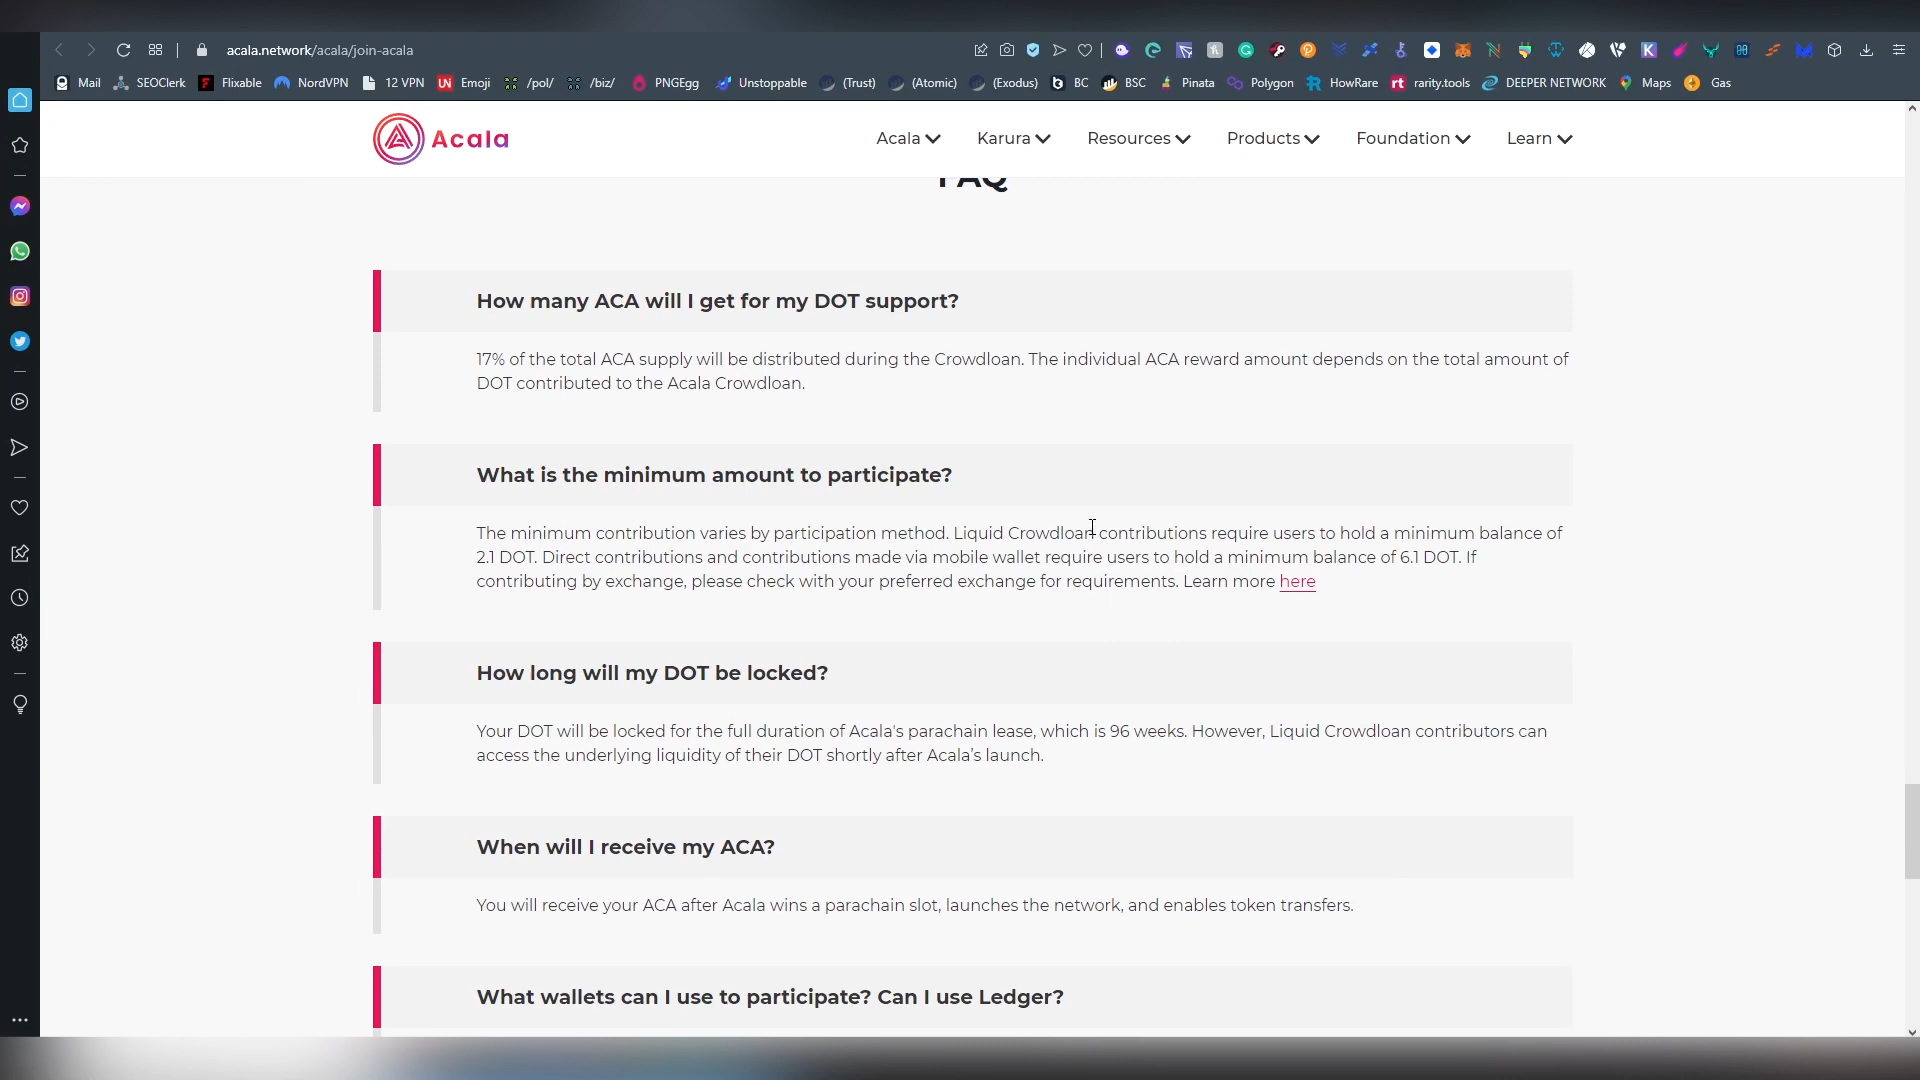 acala.network/acala/join-acala
Mail SEOClerk Flixable NordVPN 12 VPN UN Emoji /pol/ /biz/ PNGEgg Unstoppable (Trust) (Atomic) (Exodus) BC BSC Pinata Polygon HowRare rt rarity.tools DEEPER NETWORK Maps Gas
Acala Acala Karura Resources Products Foundation Learn
FAQ
How many ACA will I get for my DOT support?
17% of the total ACA supply will be distributed during the Crowdloan. The individual ACA reward amount depends on the total amount of
DOT contributed to the Acala Crowdloan.
What is the minimum amount to participate?
The minimum contribution varies by participation method. Liquid Crowdloan contributions require users to hold a minimum balance of
2.1 DOT. Direct contributions and contributions made via mobile wallet require users to hold a minimum balance of 6.1 DOT. If
contributing by exchange, please check with your preferred exchange for requirements. Learn more here
How long will my DOT be locked?
Your DOT will be locked for the full duration of Acala's parachain lease, which is 96 weeks. However, Liquid Crowdloan contributors can
access the underlying liquidity of their DOT shortly after Acala’s launch.
When will I receive my ACA?
You will receive your ACA after Acala wins a parachain slot, launches the network, and enables token transfers.
What wallets can I use to participate? Can I use Ledger?